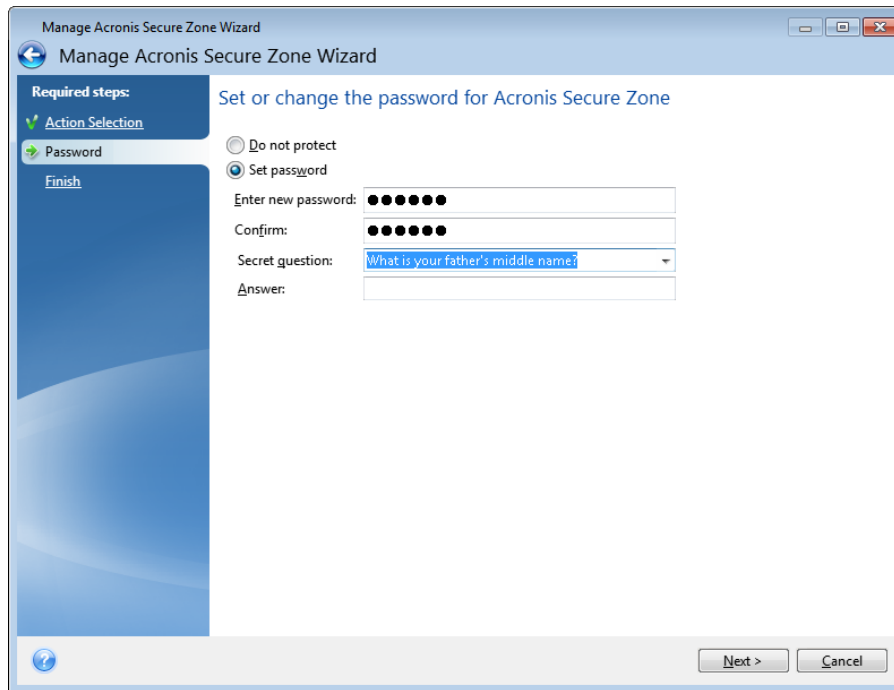 Manage Acronis Secure Zone Wizard
Manage Acronis Secure Zone Wizard
Required steps:
Action Selection
Password
Finish
Set or change the password for Acronis Secure Zone
Do not protect
Set password
Enter new password: ●●●●●●
Confirm: ●●●●●●
Secret question: What is your father's middle name?
Answer:
Next >
Cancel